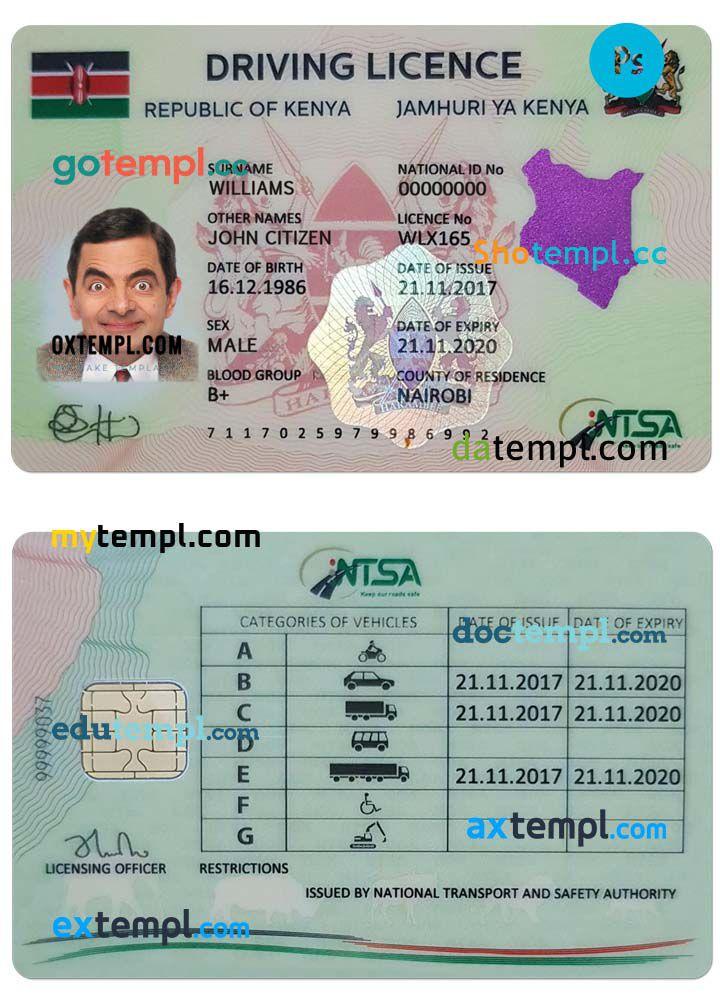 DRIVING LICENCE
Ps
REPUBLIC OF KENYA JAMHURI YA KENYA
gotempl.cc
SURNAME
WILLIAMS
NATIONAL ID No
00000000
OTHER NAMES
JOHN CITIZEN
LICENCE No
WLX165
Shotempl.cc
DATE OF BIRTH
16.12.1986
DATE OF ISSUE
21.11.2017
SEX
MALE
DATE OF EXPIRY
21.11.2020
OXTEMPL.COM
BLOOD GROUP
B+
COUNTY OF RESIDENCE
NAIROBI
HARAMBEE
NTSA
7 1 1 7 0 2 5 9 7 9 9 9 8 6 9 9 2
datempl.com
mytempl.com
NTSA
Keep our roads safe
CATEGORIES OF VEHICLES DATE OF ISSUE DATE OF EXPIRY
doctempl.com
A
B 21.11.2017 21.11.2020
C 21.11.2017 21.11.2020
D
E 21.11.2017 21.11.2020
F
G
99999037
edutempl.com
axtempl.com
LICENSING OFFICER RESTRICTIONS
ISSUED BY NATIONAL TRANSPORT AND SAFETY AUTHORITY
extempl.com